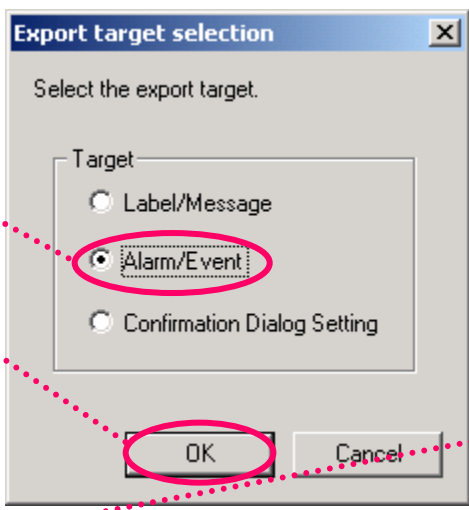 Export target selection
Select the export target.
Target
Label/Message
Alarm/Event
Confirmation Dialog Setting
OK Cancel